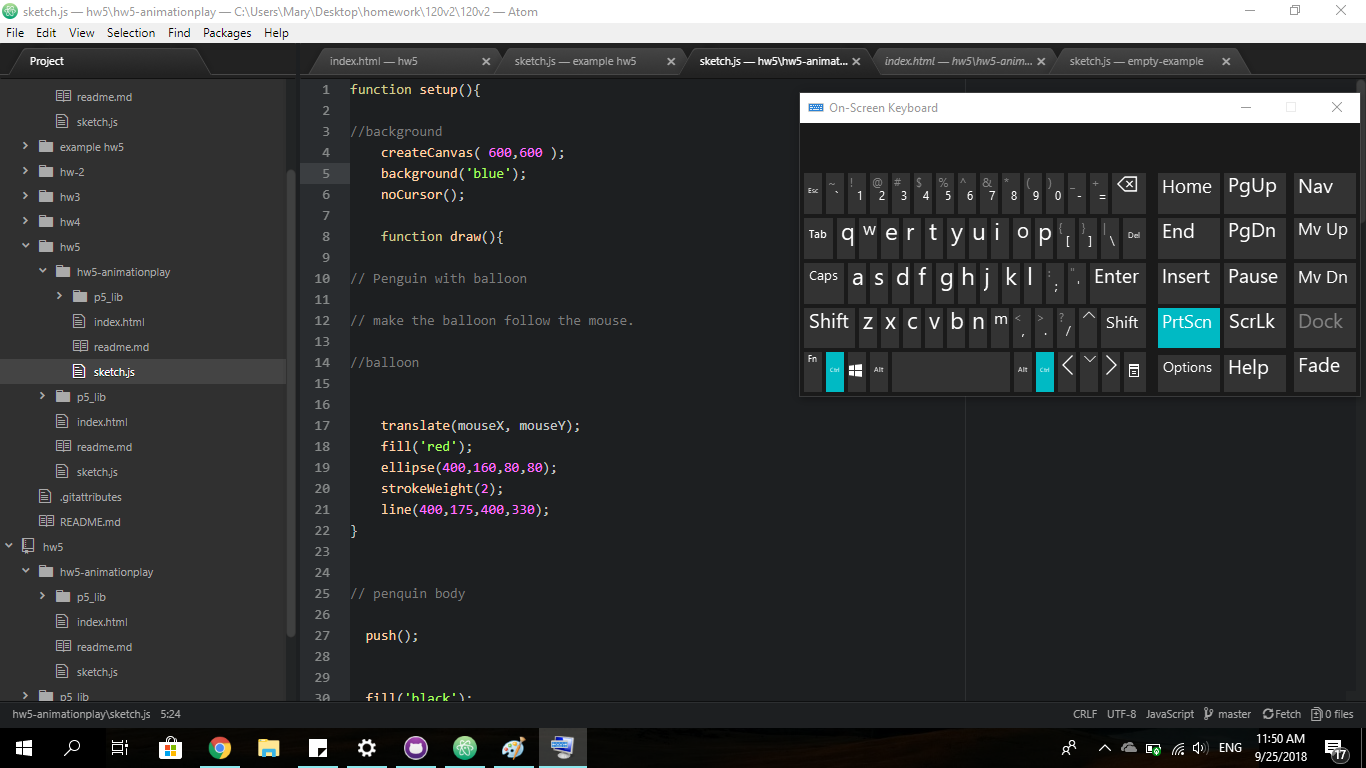 sketch.js — hw5\hw5-animationplay — C:\Users\Mary\Desktop\homework\120v2\120v2 — Atom
File Edit View Selection Find Packages Help
Project
index.html — hw5
sketch.js — example hw5
sketch.js — hw5\hw5-animat...
index.html — hw5\hw5-anim...
sketch.js — empty-example
readme.md
sketch.js
example hw5
hw-2
hw3
hw4
hw5
hw5-animationplay
p5_lib
index.html
readme.md
sketch.js
p5_lib
index.html
readme.md
sketch.js
.gitattributes
README.md
hw5
hw5-animationplay
p5_lib
index.html
readme.md
sketch.js
p5_lib
1 function setup(){
2
3 //background
4 createCanvas( 600,600 );
5 background('blue');
6 noCursor();
7
8 function draw(){
9
10 // Penguin with balloon
11
12 // make the balloon follow the mouse.
13
14 //balloon
15
16
17 translate(mouseX, mouseY);
18 fill('red');
19 ellipse(400,160,80,80);
20 strokeWeight(2);
21 line(400,175,400,330);
22 }
23
24
25 // penquin body
26
27 push();
28
29
30 fill('black');
On-Screen Keyboard
Esc ~ ` ! 1 @ 2 # 3 $ 4 % 5 ^ 6 & 7 * 8 ( 9 ) 0 _ - + = Home PgUp Nav
Tab q w e r t y u i o p { [ } ] | \ Del End PgDn Mv Up
Caps a s d f g h j k l : ; " ' Enter Insert Pause Mv Dn
Shift z x c v b n m < , > . ? / ^ Shift PrtScn ScrLk Dock
Fn Ctrl Alt Alt Ctrl Options Help Fade
hw5-animationplay\sketch.js 5:24
CRLF UTF-8 JavaScript master Fetch 0 files
ENG
11:50 AM
9/25/2018
17